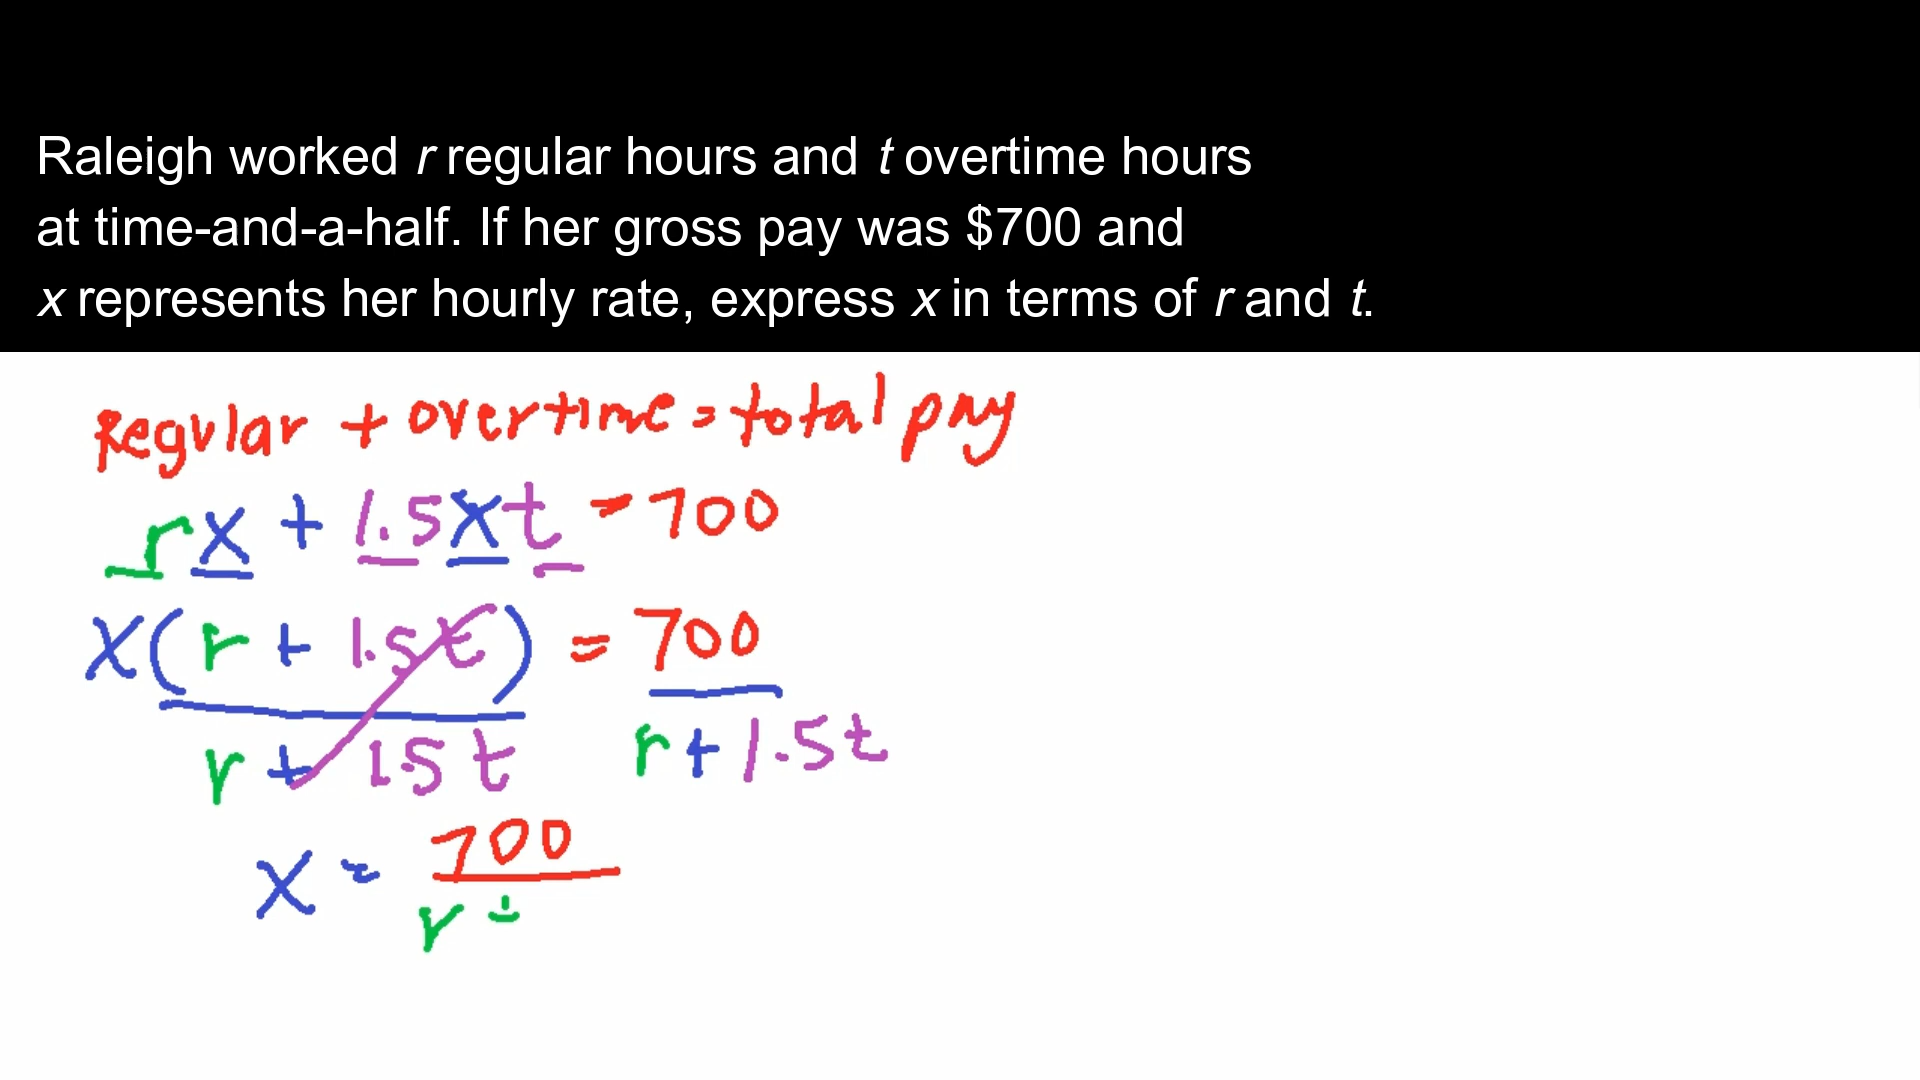 Raleigh worked r regular hours and t overtime hours
at time-and-a-half. If her gross pay was $700 and
x represents her hourly rate, express x in terms of r and t.
Regular + overtime = total pay
rx + 1.5xt = 700
x(r + 1.5t) = 700
r + 1.5t r + 1.5t
x = 700
r +